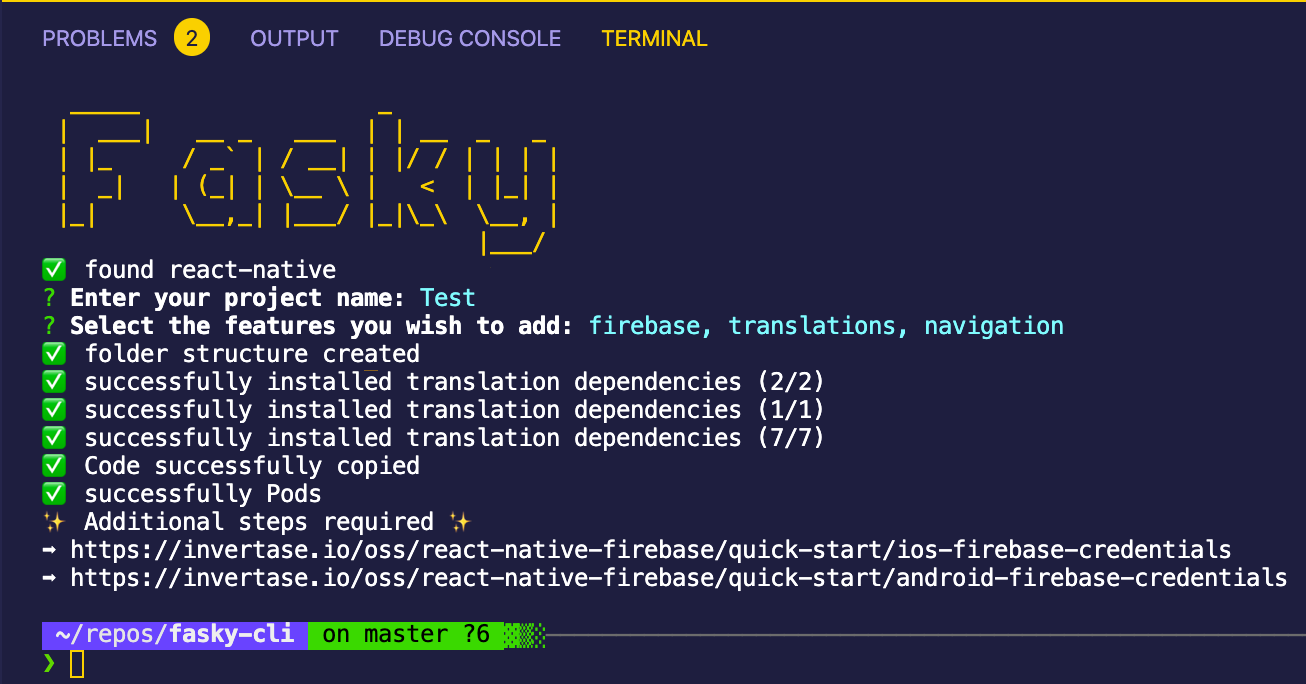 PROBLEMS 2 OUTPUT DEBUG CONSOLE TERMINAL
Fasky
✅ found react-native
? Enter your project name: Test
? Select the features you wish to add: firebase, translations, navigation
✅ folder structure created
✅ successfully installed translation dependencies (2/2)
✅ successfully installed translation dependencies (1/1)
✅ successfully installed translation dependencies (7/7)
✅ Code successfully copied
✅ successfully Pods
✨ Additional steps required ✨
➡ https://invertase.io/oss/react-native-firebase/quick-start/ios-firebase-credentials
➡ https://invertase.io/oss/react-native-firebase/quick-start/android-firebase-credentials
~/repos/fasky-cli on master ?6
❯